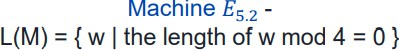 Machine E₅.₂ -
L(M) = { w | the length of w mod 4 = 0 }